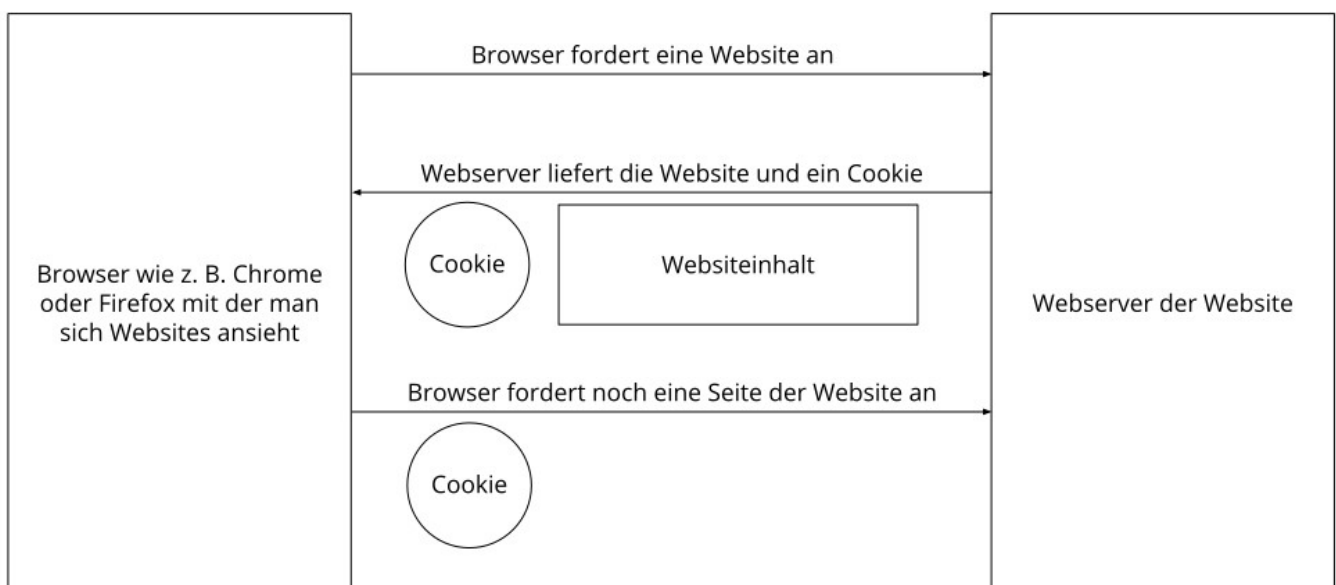 Browser fordert eine Website an
Webserver liefert die Website und ein Cookie
Cookie
Websiteinhalt
Browser wie z. B. Chrome
oder Firefox mit der man
sich Websites ansieht
Webserver der Website
Browser fordert noch eine Seite der Website an
Cookie